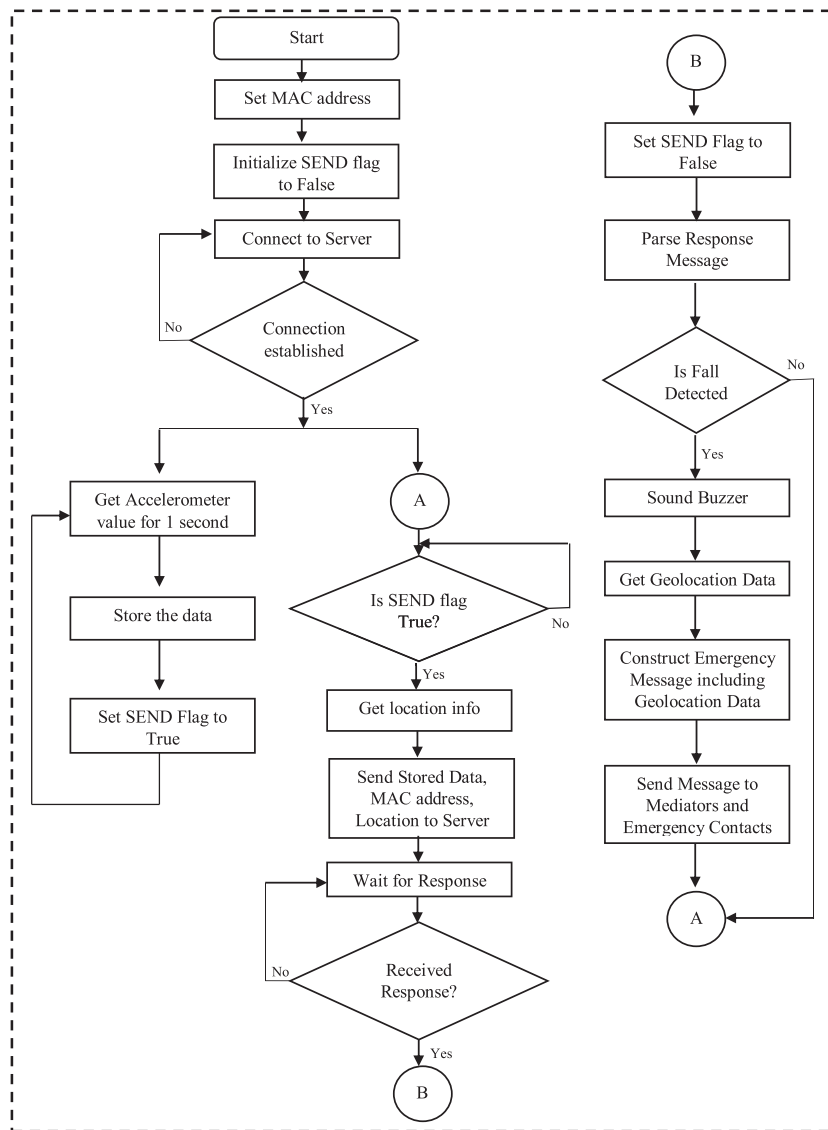 Start
Set MAC address
Initialize SEND flag
to False
Connect to Server
No
Connection
established
Yes
Get Accelerometer
value for 1 second
Store the data
Set SEND Flag to
True
A
Is SEND flag
True?
No
Yes
Get location info
Send Stored Data,
MAC address,
Location to Server
Wait for Response
No
Received
Response?
Yes
B
B
Set SEND Flag to
False
Parse Response
Message
No
Is Fall
Detected
Yes
Sound Buzzer
Get Geolocation Data
Construct Emergency
Message including
Geolocation Data
Send Message to
Mediators and
Emergency Contacts
A